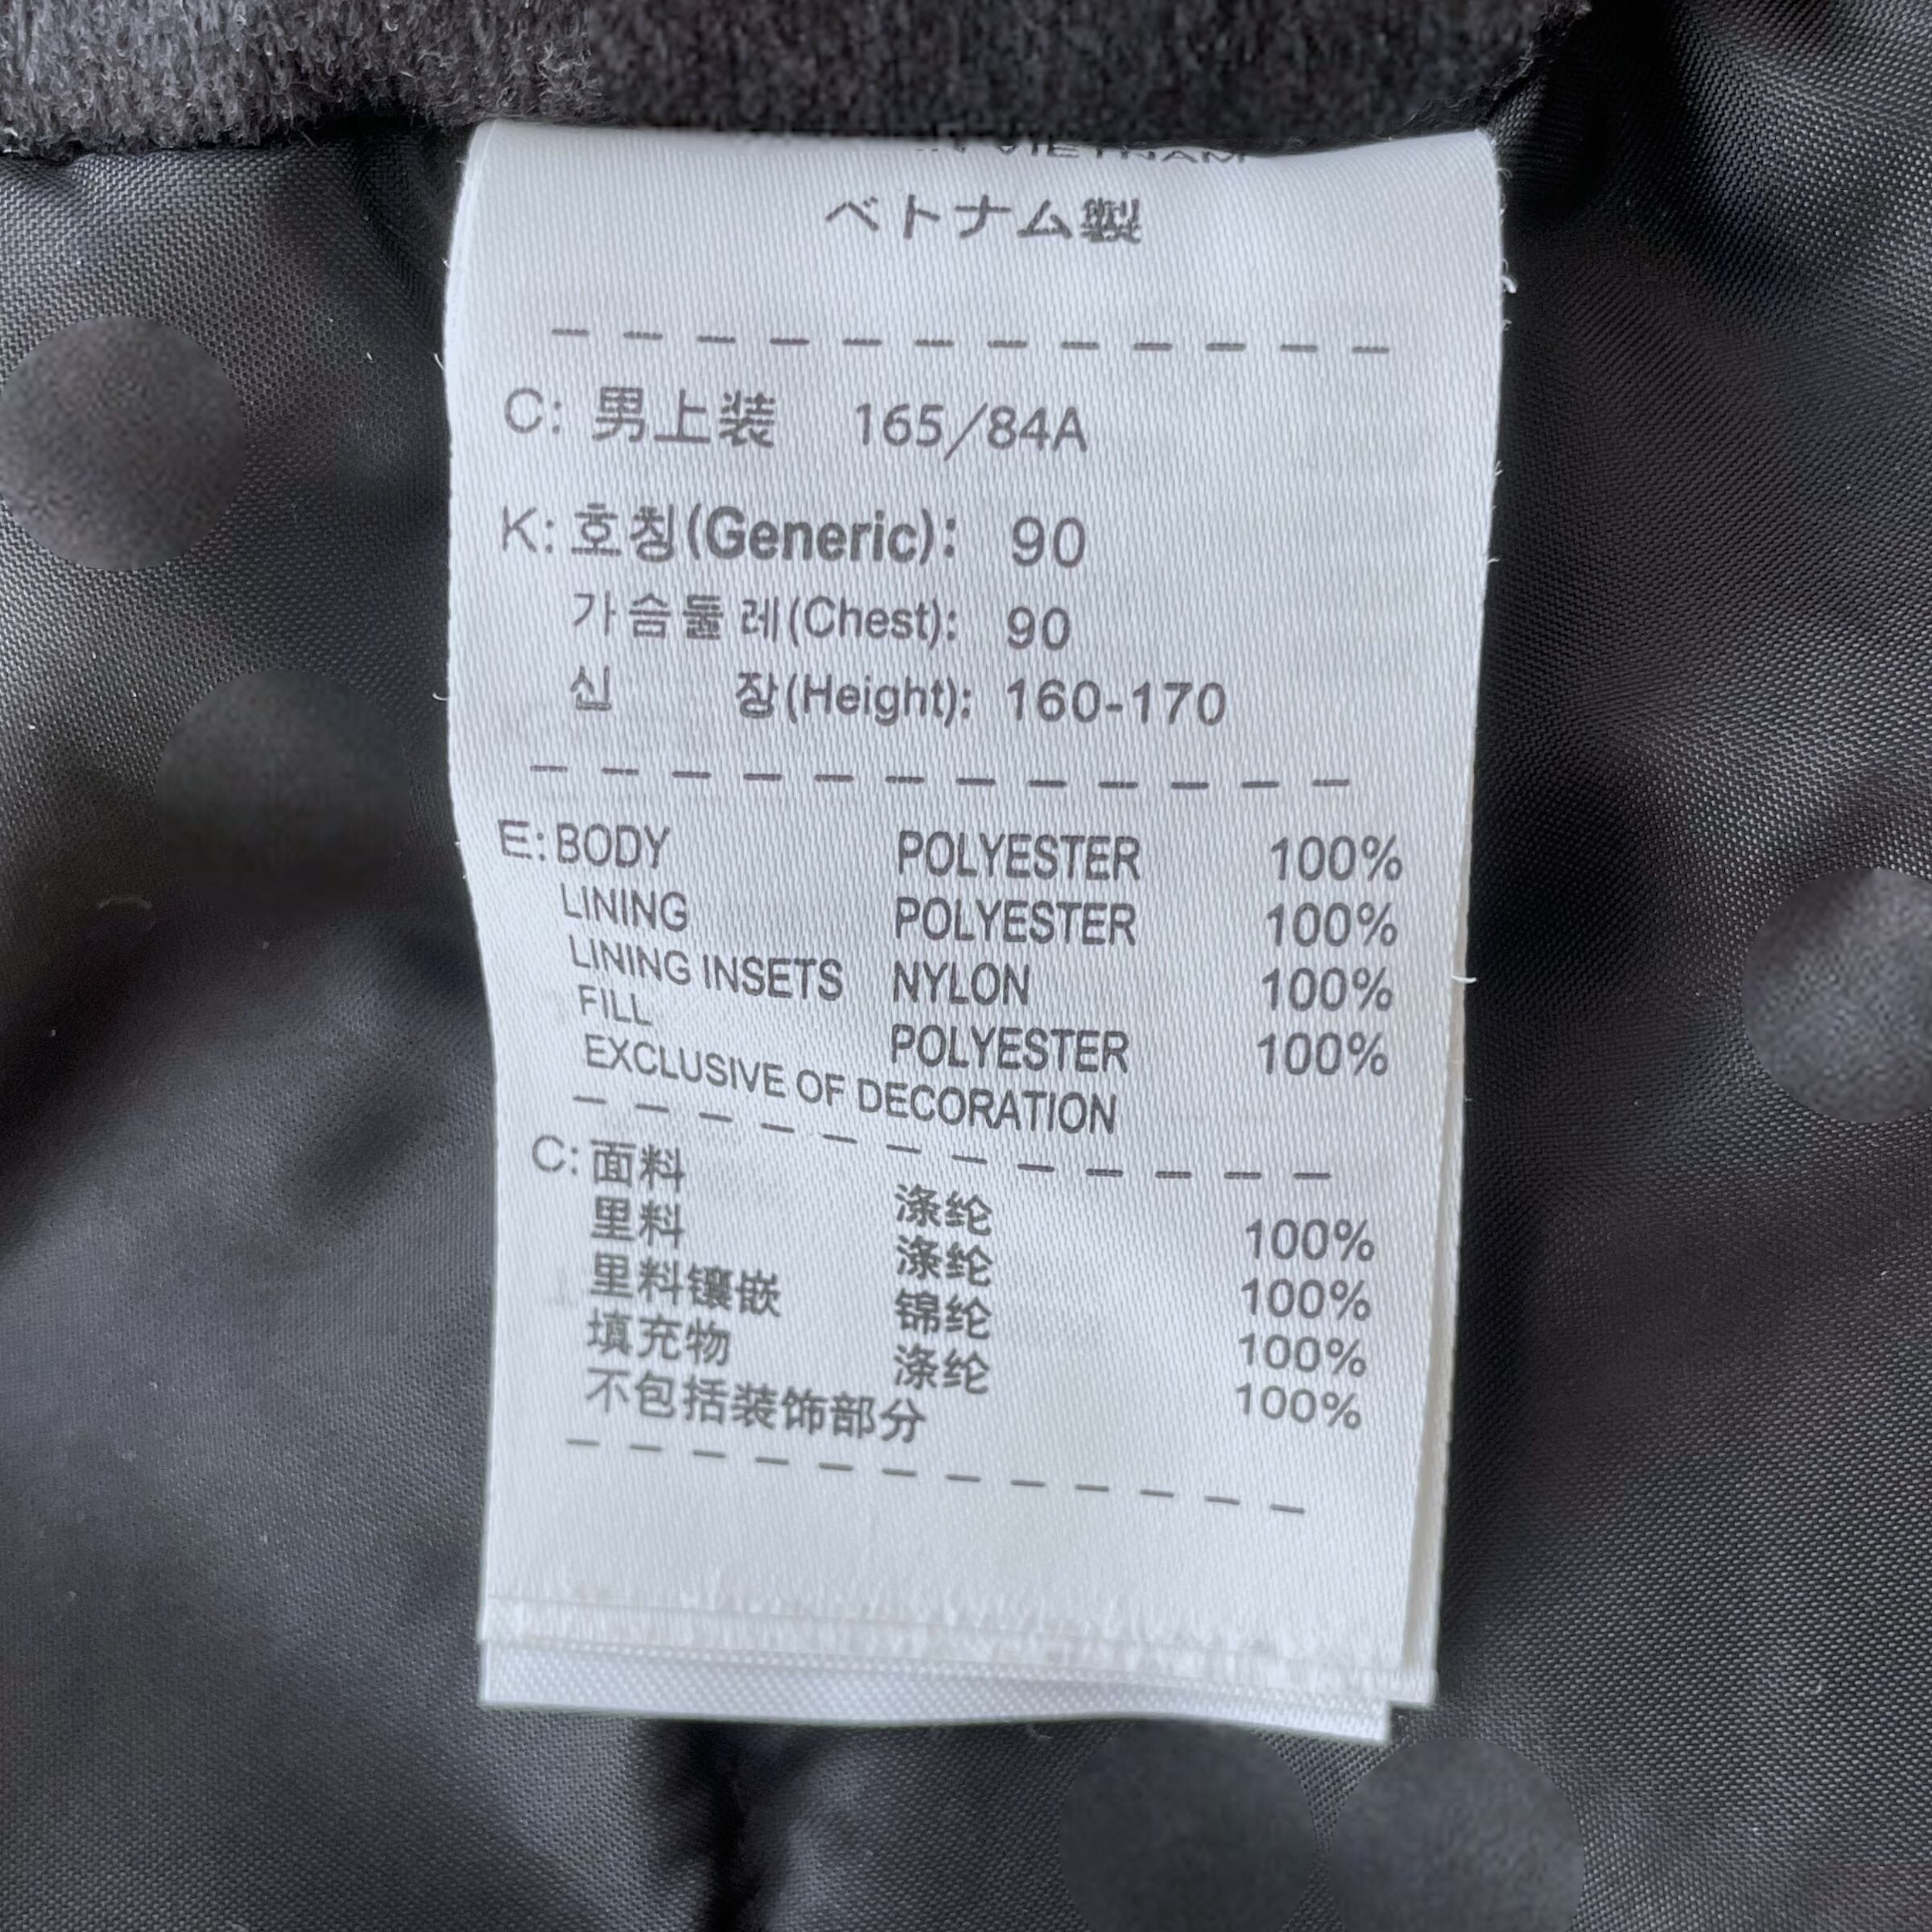 VIETNAM
ベトナム製
C: 男上装 165/84A
K: 호칭(Generic): 90
가슴둘레(Chest): 90
신 장(Height): 160-170
E: BODY POLYESTER 100%
LINING POLYESTER 100%
LINING INSETS NYLON 100%
FILL POLYESTER 100%
EXCLUSIVE OF DECORATION
C: 面料 涤纶 100%
里料 涤纶 100%
里料镶嵌 锦纶 100%
填充物 涤纶 100%
不包括装饰部分